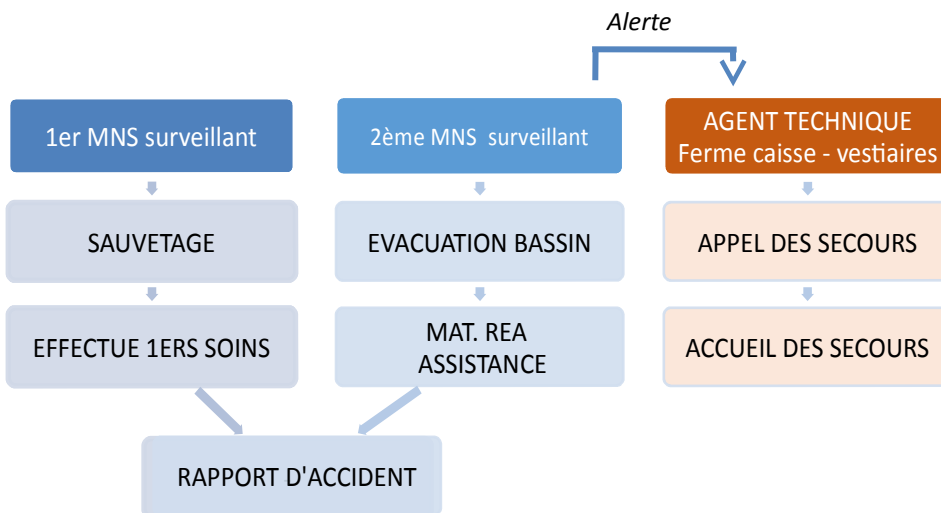 Alerte
1er MNS surveillant
2ème MNS surveillant
AGENT TECHNIQUE
Ferme caisse - vestiaires
SAUVETAGE
EVACUATION BASSIN
APPEL DES SECOURS
EFFECTUE 1ERS SOINS
MAT. REA
ASSISTANCE
ACCUEIL DES SECOURS
RAPPORT D'ACCIDENT